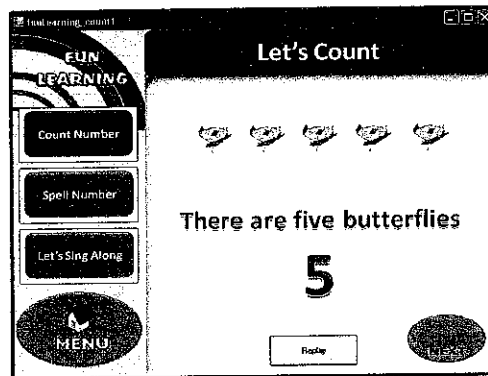 funLearning_count1
FUN
LEARNING
Let's Count
Count Number
Spell Number
Let's Sing Along
There are five butterflies
5
MENU
Replay